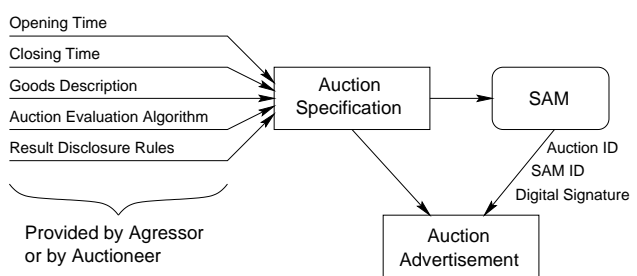 Opening Time
Closing Time
Goods Description
Auction Evaluation Algorithm
Result Disclosure Rules
Provided by Agressor
or by Auctioneer
Auction
Specification
SAM
Auction ID
SAM ID
Digital Signature
Auction
Advertisement